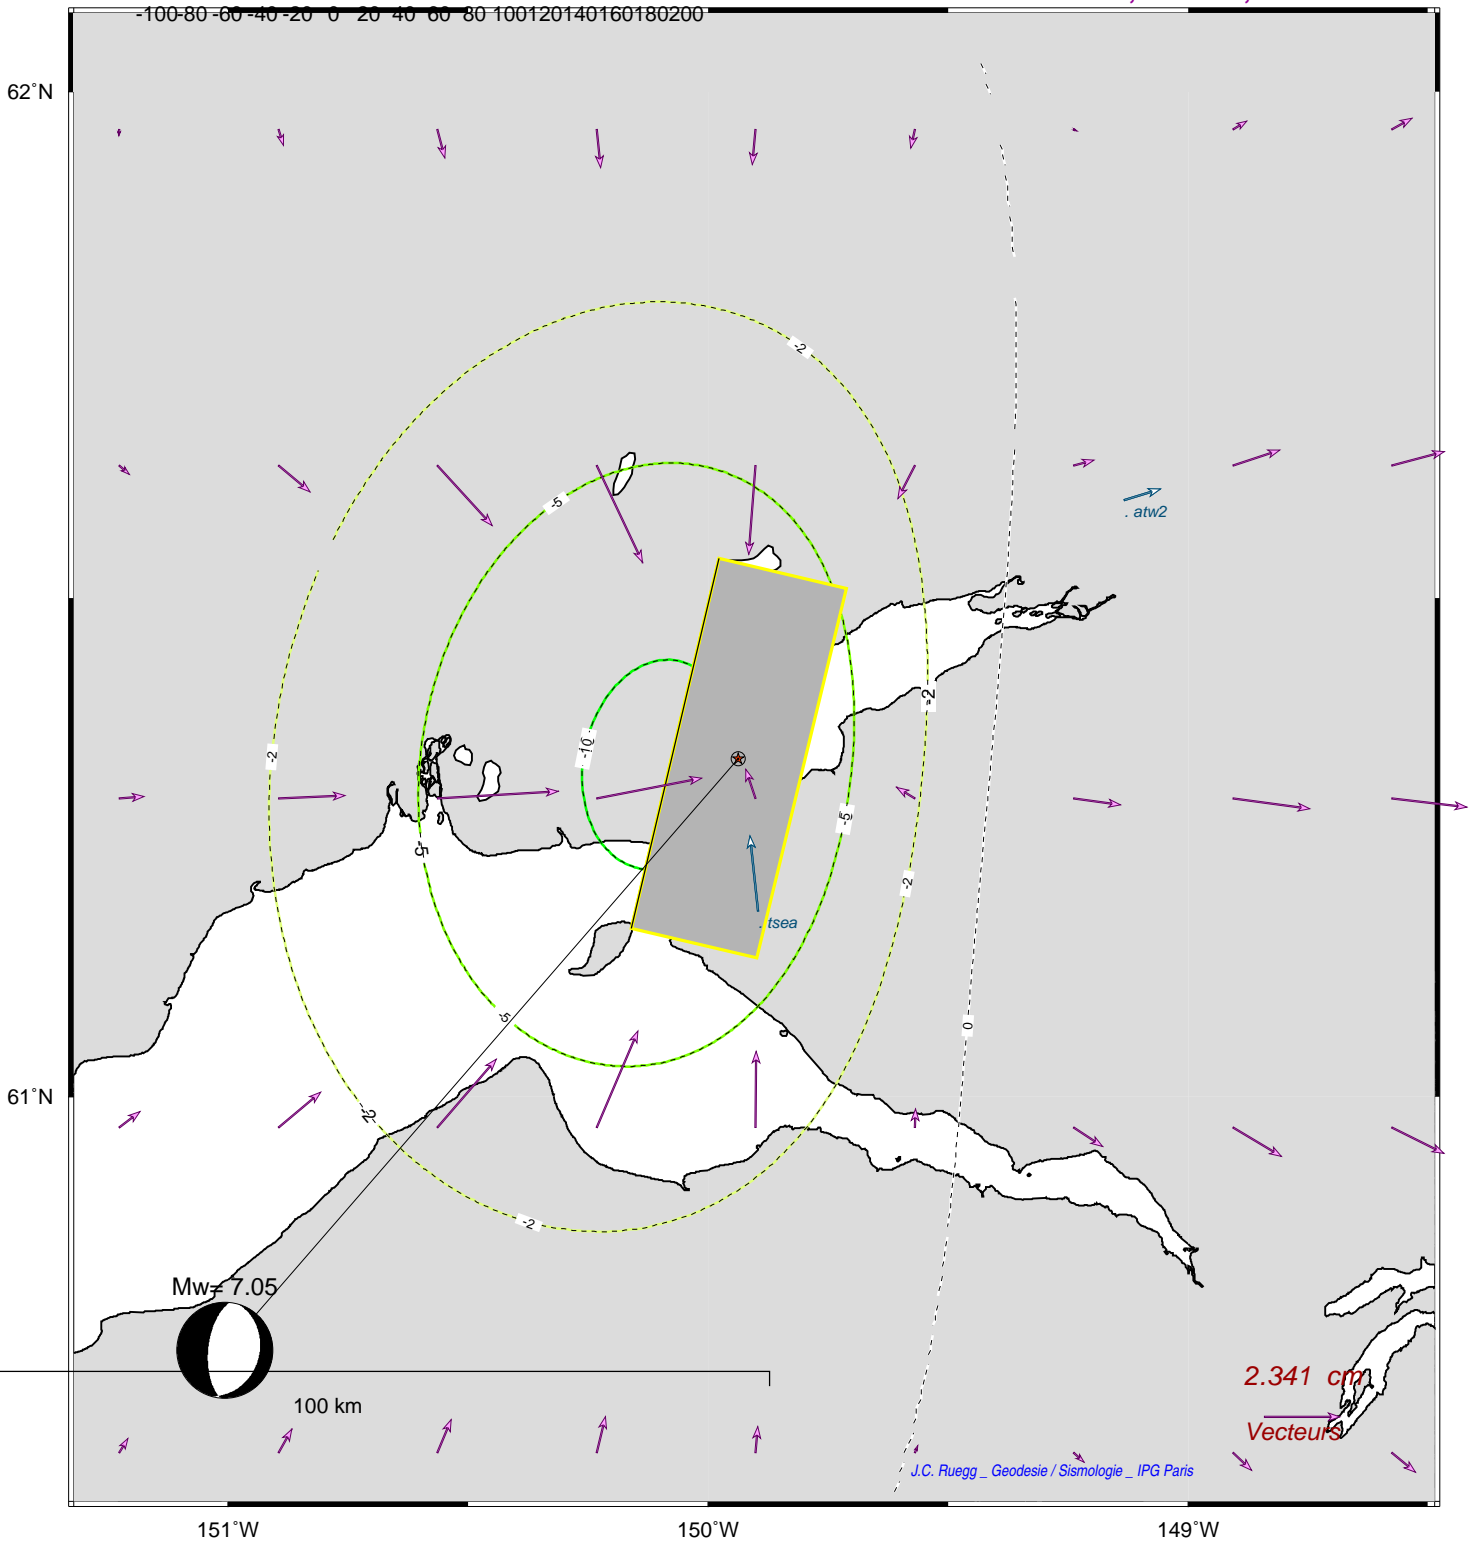 -100-80 -60 -40 -20 0 20 40 60 80 100120140160180200
62°N
-2
-5
. atw2
-2
-10
-2
-5
-5
-2
. tsea
-5
0
61°N
-2
-2
Mw= 7.05
2.341 cm
100 km
Vecteurs
J.C. Ruegg _ Geodesie / Sismologie _ IPG Paris
151°W
150°W
149°W